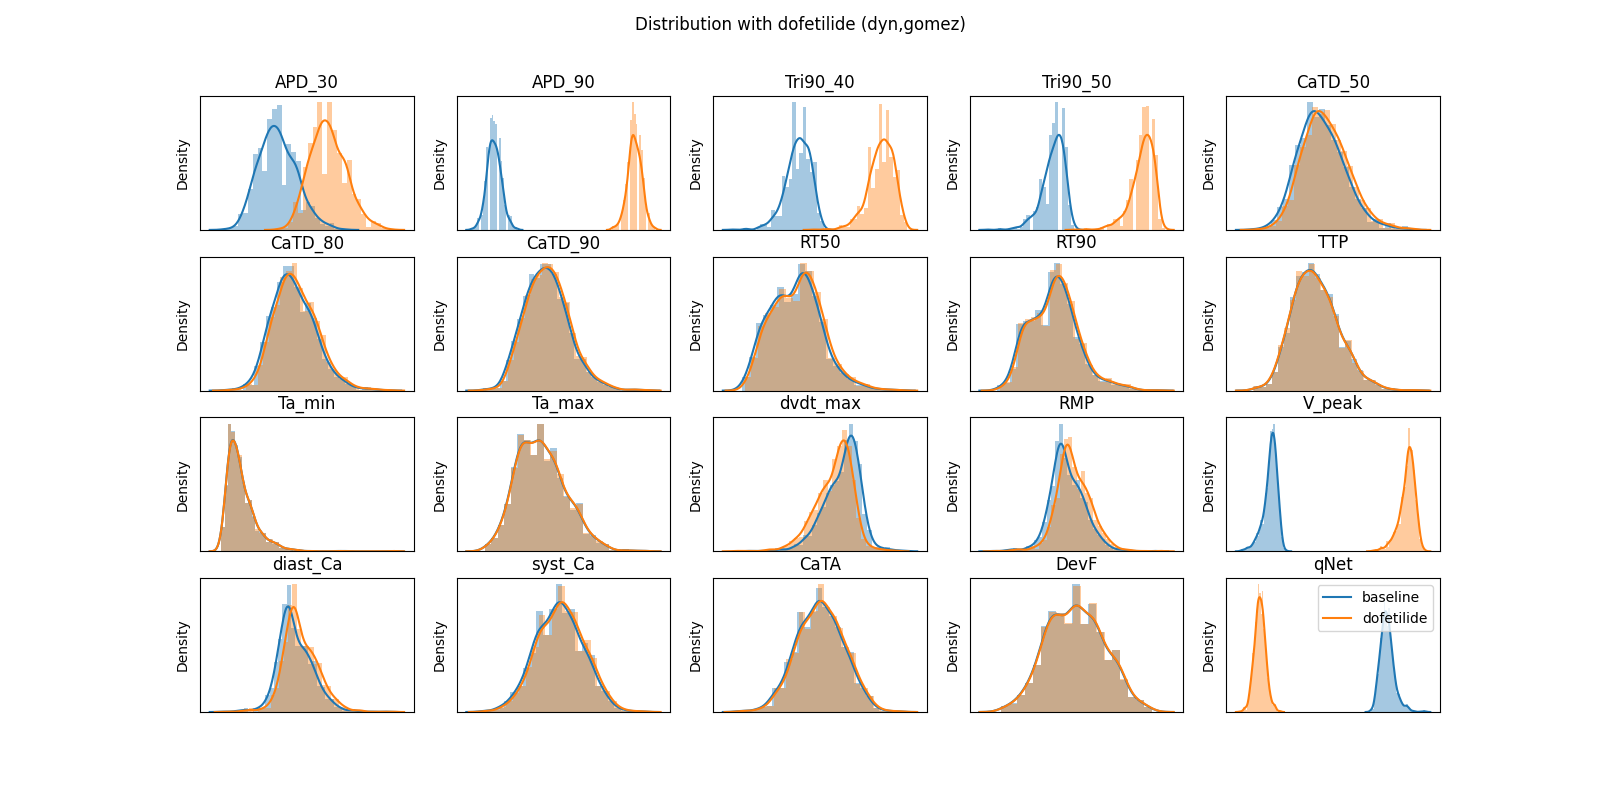 Distribution with dofetilide (dyn,gomez)
APD_30
APD_90
Tri90_40
Tri90_50
CaTD_50
Density
Density
Density
Density
Density
CaTD_80
CaTD_90
RT50
RT90
TTP
Density
Density
Density
Density
Density
Ta_min
Ta_max
dvdt_max
RMP
V_peak
Density
Density
Density
Density
Density
diast_Ca
syst_Ca
CaTA
DevF
qNet
Density
Density
Density
Density
Density
baseline
dofetilide